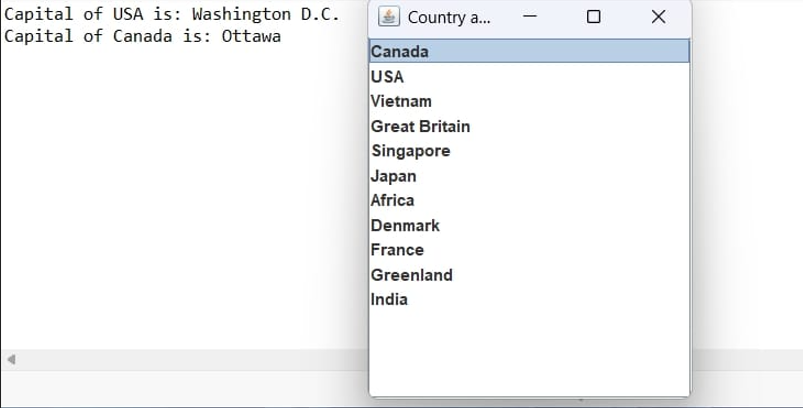 Capital of USA is: Washington D.C.
Capital of Canada is: Ottawa
Country a...
Canada
USA
Vietnam
Great Britain
Singapore
Japan
Africa
Denmark
France
Greenland
India